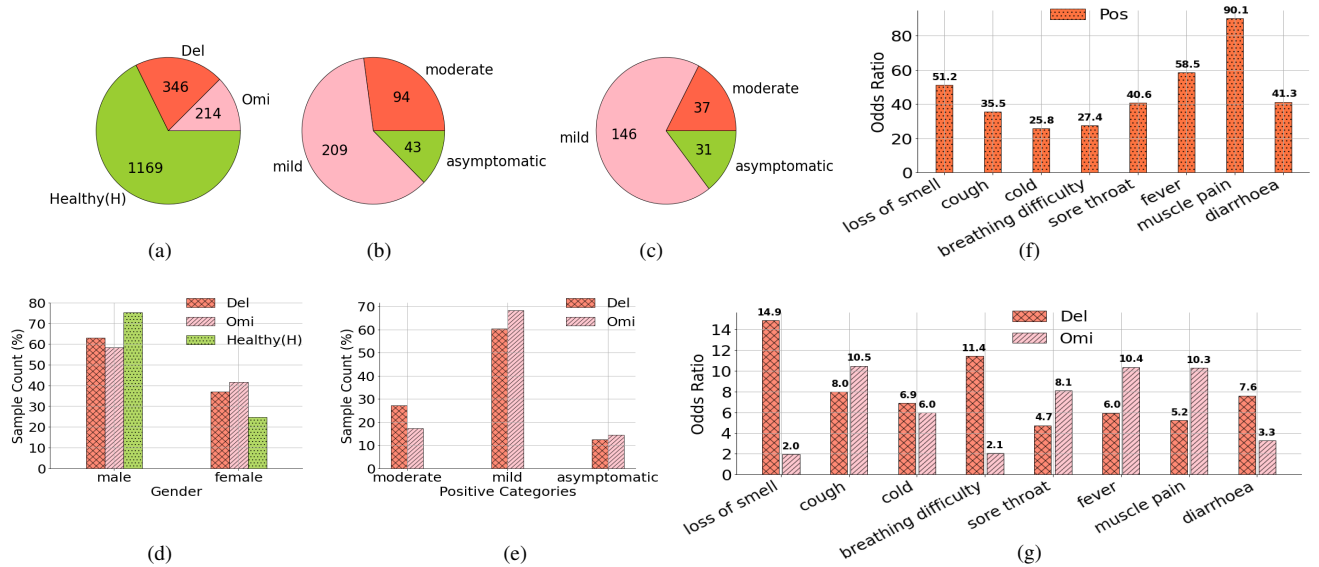 Del
346
Omi
214
1169
Healthy(H)
(a)
moderate
94
209
43
mild
asymptomatic
(b)
moderate
37
mild
146
31
asymptomatic
(c)
Pos
Odds Ratio
80
60
40
20
0
51.2
35.5
25.8
27.4
40.6
58.5
90.1
41.3
loss of smell
cough
cold
breathing difficulty
sore throat
fever
muscle pain
diarrhoea
(f)
Sample Count (%)
80
70
60
50
40
30
20
10
0
Del
Omi
Healthy(H)
male
female
Gender
(d)
Sample Count (%)
70
60
50
40
30
20
10
0
Del
Omi
moderate
mild
asymptomatic
Positive Categories
(e)
Odds Ratio
14
12
10
8
6
4
2
0
Del
Omi
14.9
2.0
8.0
10.5
6.9
6.0
11.4
2.1
4.7
8.1
6.0
10.4
5.2
10.3
7.6
3.3
loss of smell
cough
cold
breathing difficulty
sore throat
fever
muscle pain
diarrhoea
(g)